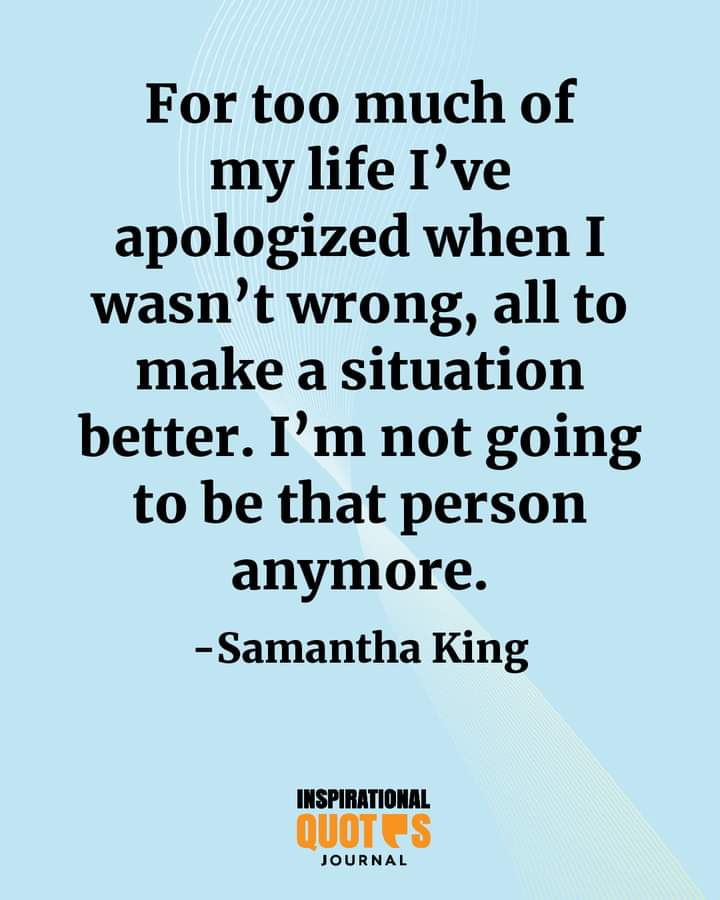 For too much of
my life I’ve
apologized when I
wasn’t wrong, all to
make a situation
better. I’m not going
to be that person
anymore.
-Samantha King
INSPIRATIONAL
QUOTES
JOURNAL